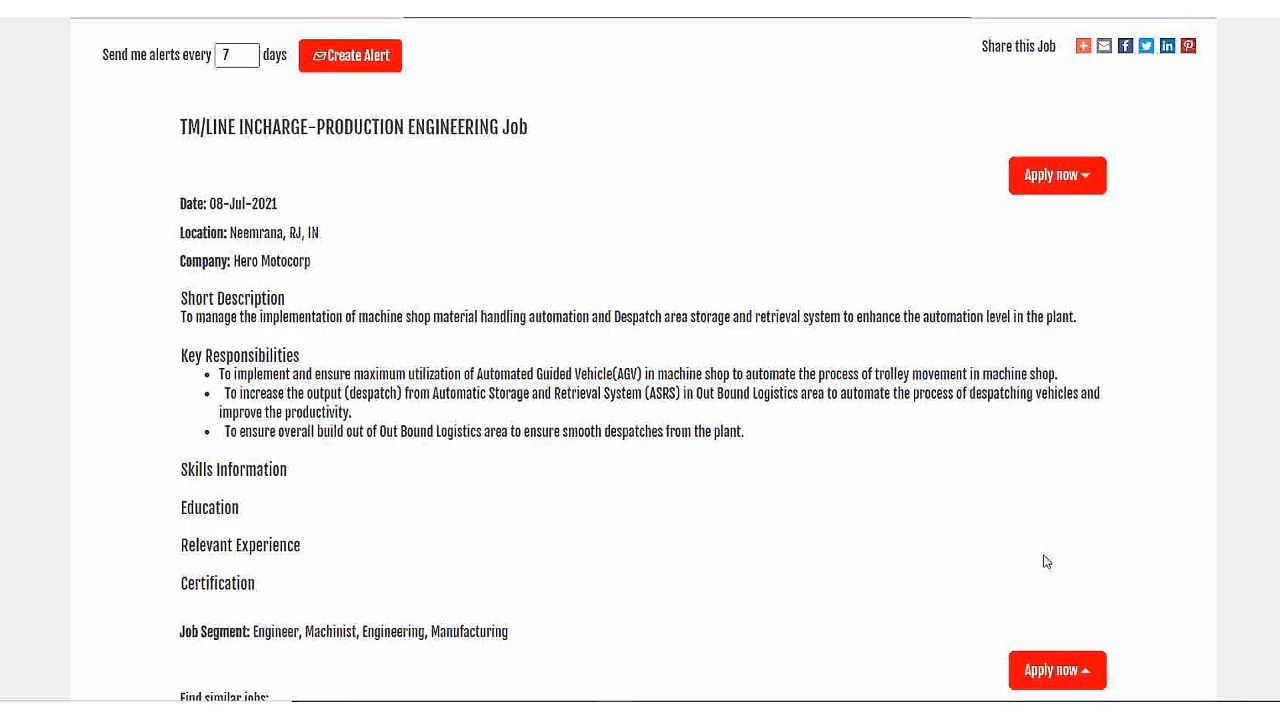 Send me alerts every 7 days Create Alert
Share this Job
TM/LINE INCHARGE-PRODUCTION ENGINEERING Job
Apply now
Date: 08-Jul-2021
Location: Neemrana, RJ, IN
Company: Hero Motocorp
Short Description
To manage the implementation of machine shop material handling automation and Despatch area storage and retrieval system to enhance the automation level in the plant.
Key Responsibilities
• To implement and ensure maximum utilization of Automated Guided Vehicle(AGV) in machine shop to automate the process of trolley movement in machine shop.
• To increase the output (despatch) from Automatic Storage and Retrieval System (ASRS) in Out Bound Logistics area to automate the process of despatching vehicles and
improve the productivity.
• To ensure overall build out of Out Bound Logistics area to ensure smooth despatches from the plant.
Skills Information
Education
Relevant Experience
Certification
Job Segment: Engineer, Machinist, Engineering, Manufacturing
Apply now
Find similar jobs: